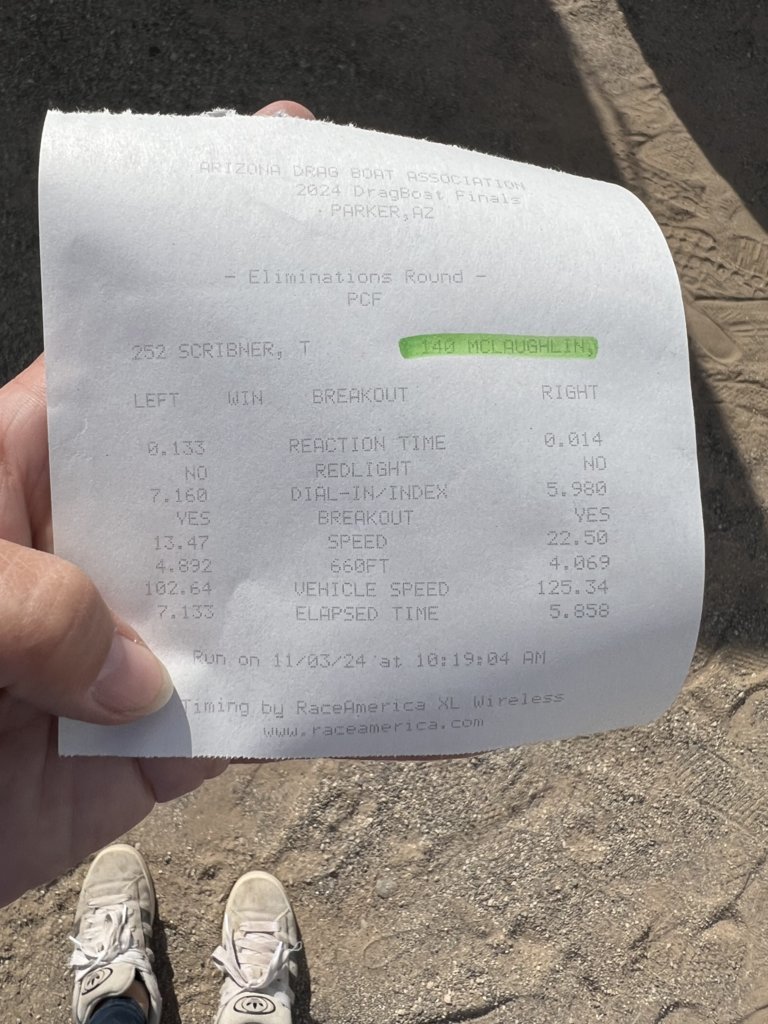 ARIZONA DRAG BOAT ASSOCIATION
2024 DragBoat Finals
PARKER,AZ
- Eliminations Round -
PCF
252 SCRIBNER, T 140 MCLAUGHLIN,
LEFT WIN BREAKOUT RIGHT
0.133 REACTION TIME 0.014
NO REDLIGHT NO
7.160 DIAL-IN/INDEX 5.980
YES BREAKOUT YES
13.47 SPEED 22.50
4.892 660FT 4.069
102.64 VEHICLE SPEED 125.34
7.133 ELAPSED TIME 5.858
Run on 11/03/24 at 10:19:04 AM
Timing by RaceAmerica XL Wireless
www.raceamerica.com